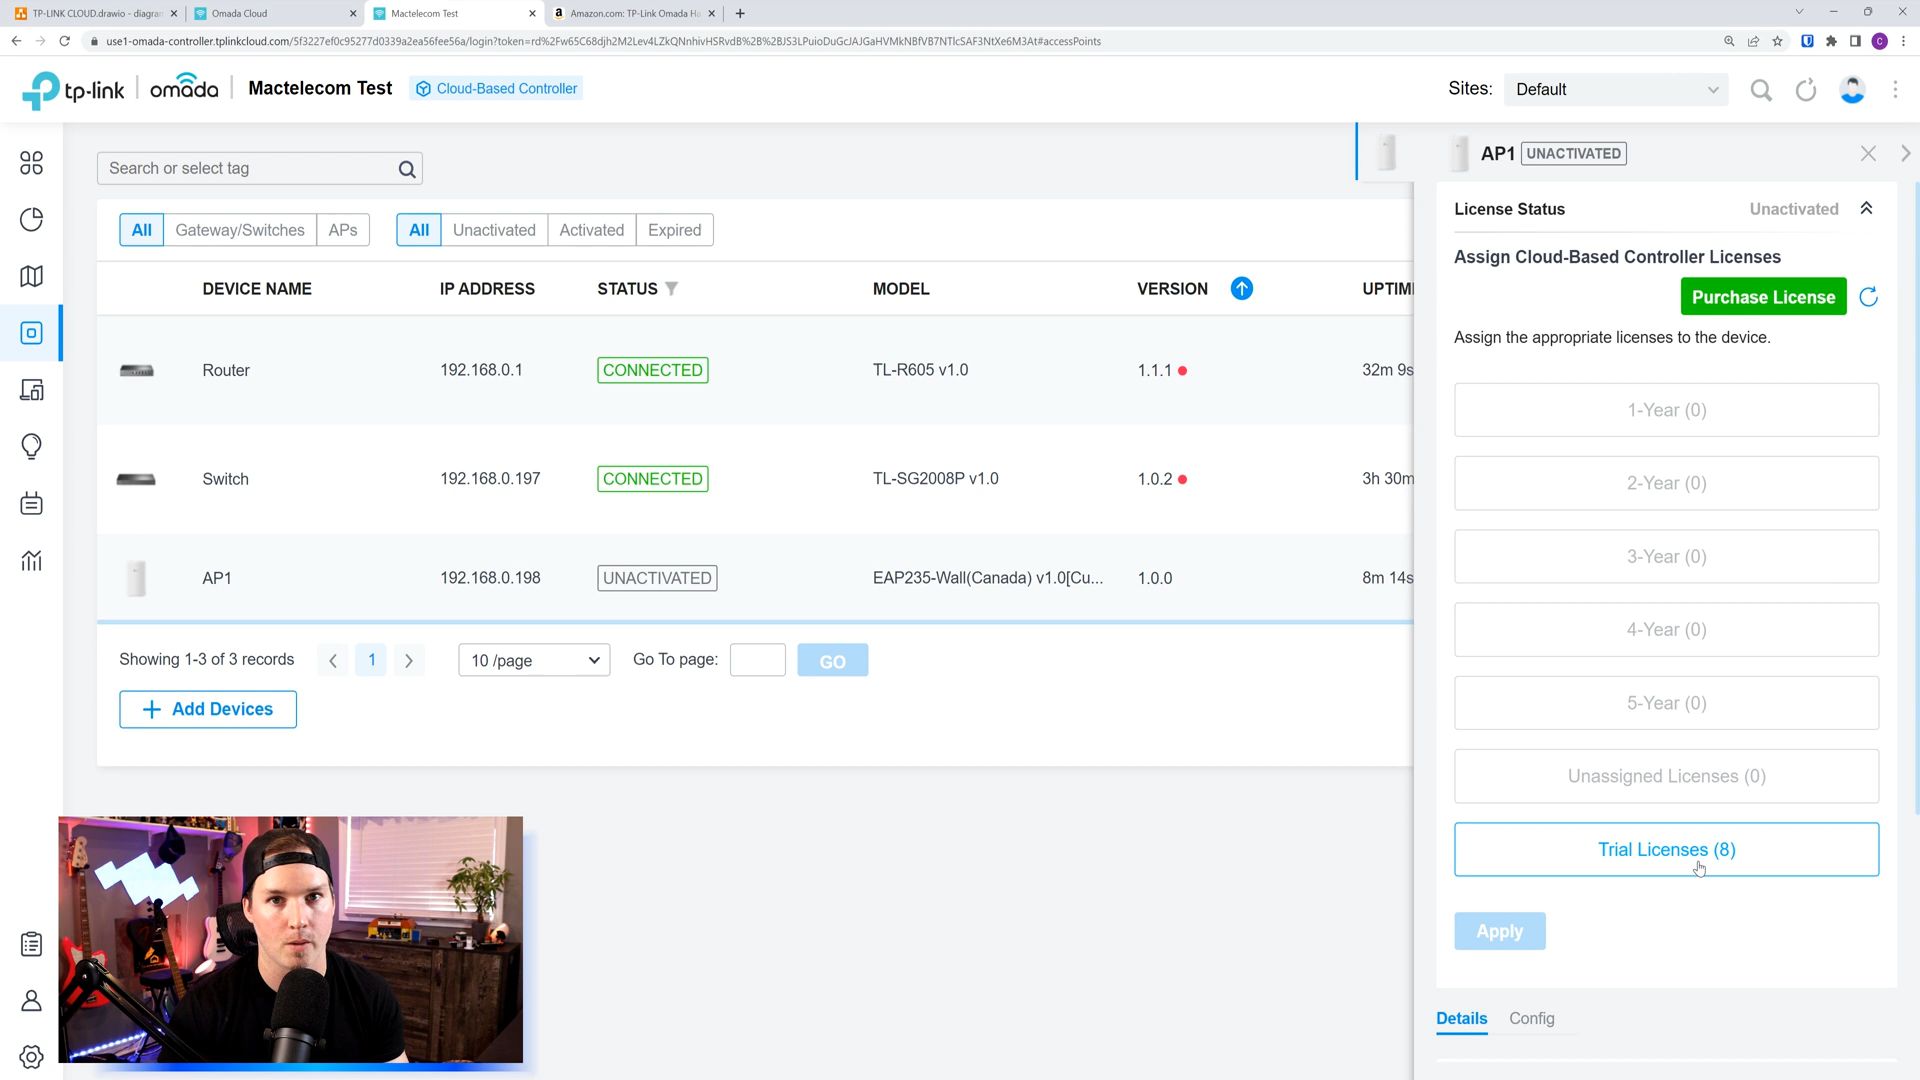 TP-LINK CLOUD.drawio - diagram
Omada Cloud
Mactelecom Test
Amazon.com: TP-Link Omada Ha
use1-omada-controller.tplinkcloud.com
tp-link
omada
Mactelecom Test
Cloud-Based Controller
Sites:
Default
Search or select tag
AP1
UNACTIVATED
All
Gateway/Switches
APs
All
Unactivated
Activated
Expired
License Status
Unactivated
Assign Cloud-Based Controller Licenses
Purchase License
Assign the appropriate licenses to the device.
DEVICE NAME
IP ADDRESS
STATUS
MODEL
VERSION
UPTIM
Router
192.168.0.1
CONNECTED
TL-R605 v1.0
1.1.1
32m 9s
Switch
192.168.0.197
CONNECTED
TL-SG2008P v1.0
1.0.2
3h 30m
AP1
192.168.0.198
UNACTIVATED
EAP235-Wall(Canada) v1.0[Cu...
1.0.0
8m 14s
1-Year (0)
2-Year (0)
3-Year (0)
4-Year (0)
5-Year (0)
Unassigned Licenses (0)
Trial Licenses (8)
Apply
Showing 1-3 of 3 records
1
10 /page
Go To page:
GO
Add Devices
Details
Config